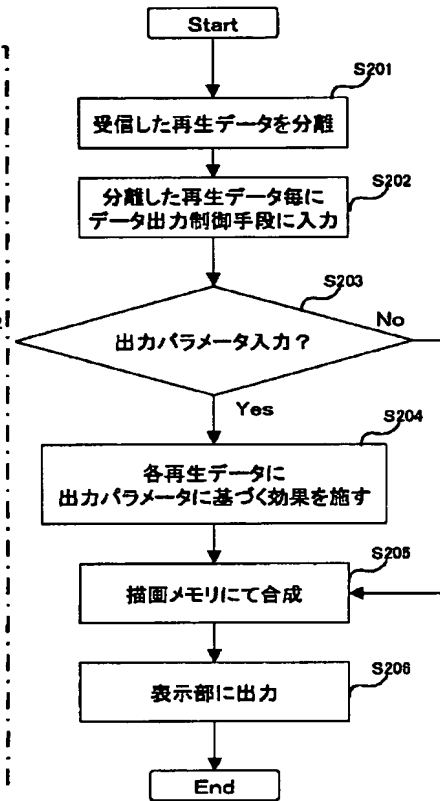 Start
S201
受信した再生データを分離
S202
分離した再生データ毎に
データ出力制御手段に入力
S203
出力パラメータ入力？
No
Yes
S204
各再生データに
出力パラメータに基づく効果を施す
S205
描画メモリにて合成
S206
表示部に出力
End